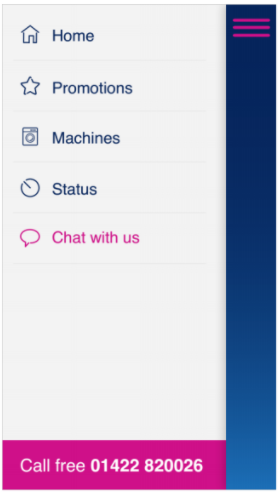 Home
Promotions
Machines
Status
Chat with us
Call free 01422 820026